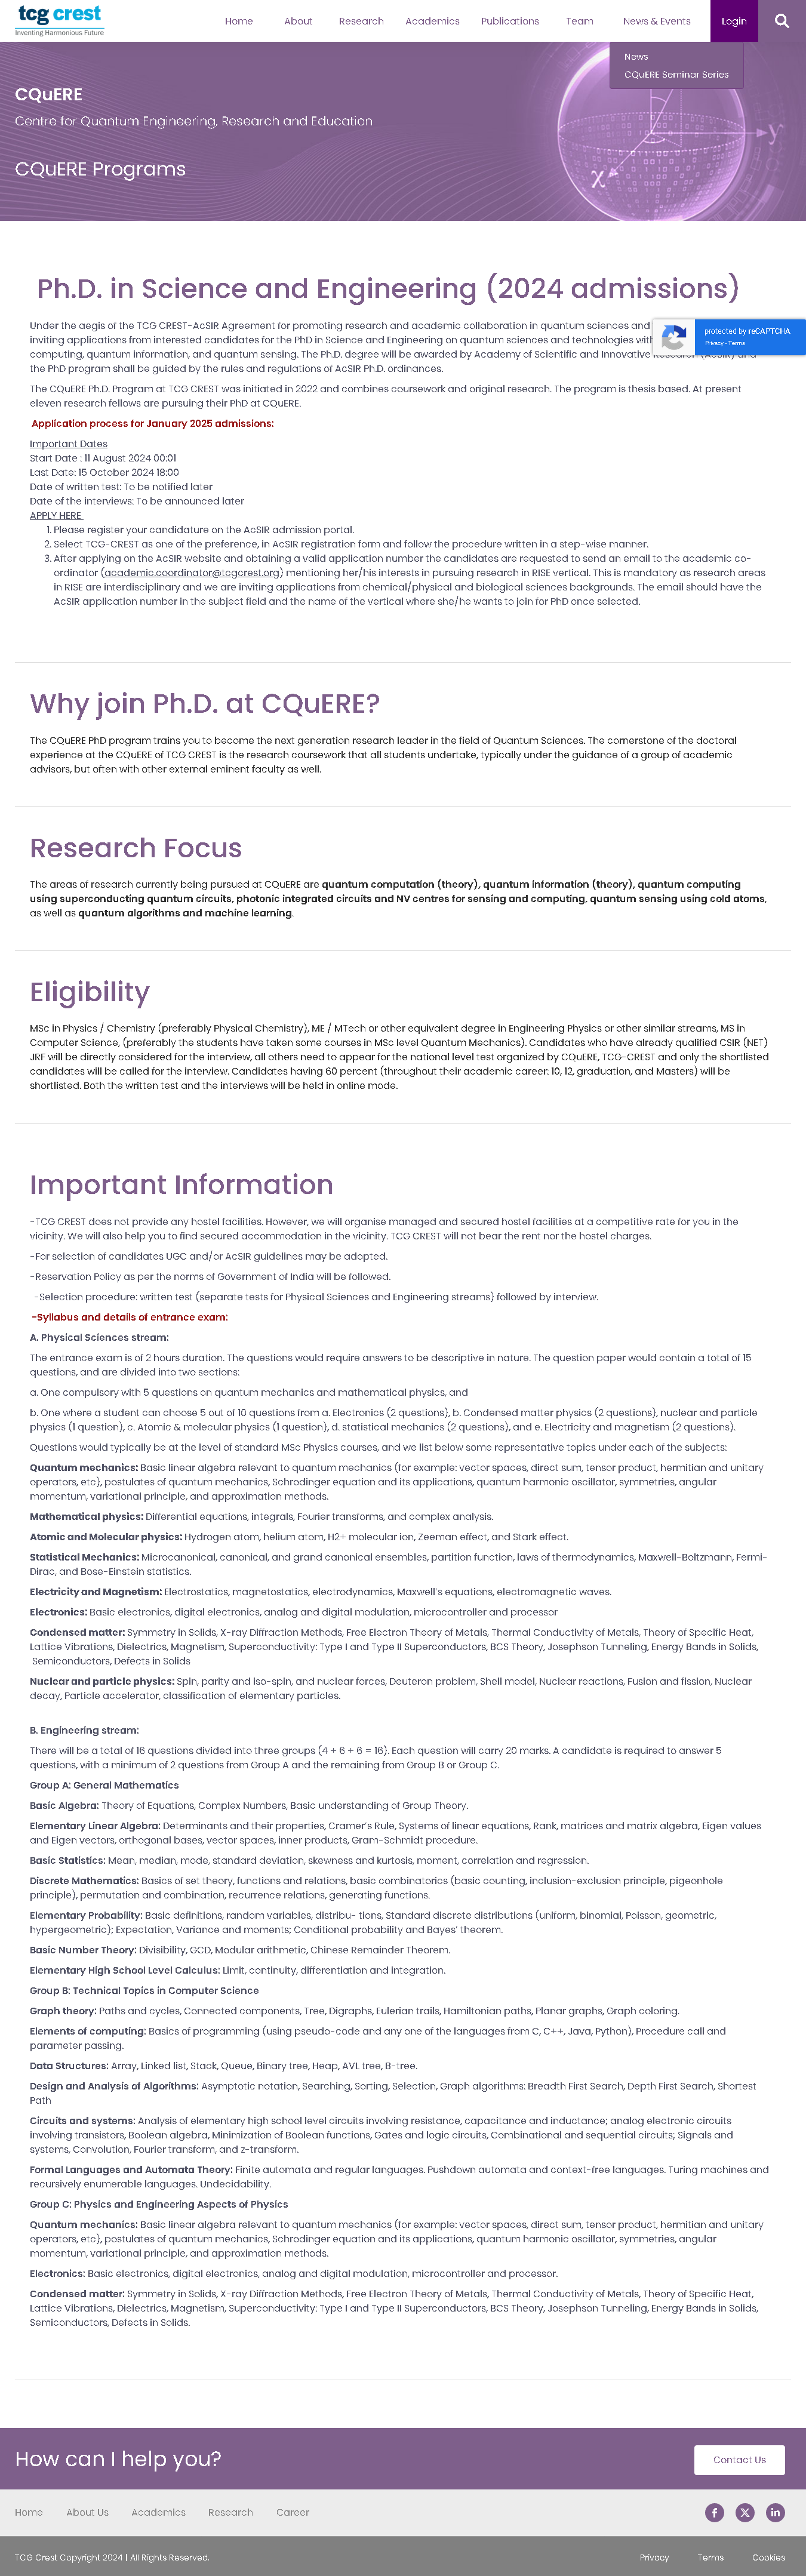 tcg crest
Inventing Harmonious Future
Home
About
Research
Academics
Publications
Team
News & Events
Login
News
CQuERE Seminar Series
CQuERE
Centre for Quantum Engineering, Research and Education
CQuERE Programs
y
x
Ph.D. in Science and Engineering (2024 admissions)
Under the aegis of the TCG CREST-AcSIR Agreement for promoting research and academic collaboration in quantum sciences and
inviting applications from interested candidates for the PhD in Science and Engineering on quantum sciences and technologies with
computing, quantum information, and quantum sensing. The Ph.D. degree will be awarded by Academy of Scientific and Innovative Research (AcSIR) and
the PhD program shall be guided by the rules and regulations of AcSIR Ph.D. ordinances.
protected by reCAPTCHA
Privacy - Terms
The CQuERE Ph.D. Program at TCG CREST was initiated in 2022 and combines coursework and original research. The program is thesis based. At present
eleven research fellows are pursuing their PhD at CQuERE.
Application process for January 2025 admissions:
Important Dates
Start Date : 11 August 2024 00:01
Last Date: 15 October 2024 18:00
Date of written test: To be notified later
Date of the interviews: To be announced later
APPLY HERE
1. Please register your candidature on the AcSIR admission portal.
2. Select TCG-CREST as one of the preference, in AcSIR registration form and follow the procedure written in a step-wise manner.
3. After applying on the AcSIR website and obtaining a valid application number the candidates are requested to send an email to the academic co-
ordinator (academic.coordinator@tcgcrest.org) mentioning her/his interests in pursuing research in RISE vertical. This is mandatory as research areas
in RISE are interdisciplinary and we are inviting applications from chemical/physical and biological sciences backgrounds. The email should have the
AcSIR application number in the subject field and the name of the vertical where she/he wants to join for PhD once selected.
Why join Ph.D. at CQuERE?
The CQuERE PhD program trains you to become the next generation research leader in the field of Quantum Sciences. The cornerstone of the doctoral
experience at the CQuERE of TCG CREST is the research coursework that all students undertake, typically under the guidance of a group of academic
advisors, but often with other external eminent faculty as well.
Research Focus
The areas of research currently being pursued at CQuERE are quantum computation (theory), quantum information (theory), quantum computing
using superconducting quantum circuits, photonic integrated circuits and NV centres for sensing and computing, quantum sensing using cold atoms,
as well as quantum algorithms and machine learning.
Eligibility
MSc in Physics / Chemistry (preferably Physical Chemistry), ME / MTech or other equivalent degree in Engineering Physics or other similar streams, MS in
Computer Science, (preferably the students have taken some courses in MSc level Quantum Mechanics). Candidates who have already qualified CSIR (NET)
JRF will be directly considered for the interview, all others need to appear for the national level test organized by CQuERE, TCG-CREST and only the shortlisted
candidates will be called for the interview. Candidates having 60 percent (throughout their academic career: 10, 12, graduation, and Masters) will be
shortlisted. Both the written test and the interviews will be held in online mode.
Important Information
-TCG CREST does not provide any hostel facilities. However, we will organise managed and secured hostel facilities at a competitive rate for you in the
vicinity. We will also help you to find secured accommodation in the vicinity. TCG CREST will not bear the rent nor the hostel charges.
-For selection of candidates UGC and/or AcSIR guidelines may be adopted.
-Reservation Policy as per the norms of Government of India will be followed.
-Selection procedure: written test (separate tests for Physical Sciences and Engineering streams) followed by interview.
-Syllabus and details of entrance exam:
A. Physical Sciences stream:
The entrance exam is of 2 hours duration. The questions would require answers to be descriptive in nature. The question paper would contain a total of 15
questions, and are divided into two sections:
a. One compulsory with 5 questions on quantum mechanics and mathematical physics, and
b. One where a student can choose 5 out of 10 questions from a. Electronics (2 questions), b. Condensed matter physics (2 questions), nuclear and particle
physics (1 question), c. Atomic & molecular physics (1 question), d. statistical mechanics (2 questions), and e. Electricity and magnetism (2 questions).
Questions would typically be at the level of standard MSc Physics courses, and we list below some representative topics under each of the subjects:
Quantum mechanics: Basic linear algebra relevant to quantum mechanics (for example: vector spaces, direct sum, tensor product, hermitian and unitary
operators, etc), postulates of quantum mechanics, Schrodinger equation and its applications, quantum harmonic oscillator, symmetries, angular
momentum, variational principle, and approximation methods.
Mathematical physics: Differential equations, integrals, Fourier transforms, and complex analysis.
Atomic and Molecular physics: Hydrogen atom, helium atom, H2+ molecular ion, Zeeman effect, and Stark effect.
Statistical Mechanics: Microcanonical, canonical, and grand canonical ensembles, partition function, laws of thermodynamics, Maxwell-Boltzmann, Fermi-
Dirac, and Bose-Einstein statistics.
Electricity and Magnetism: Electrostatics, magnetostatics, electrodynamics, Maxwell's equations, electromagnetic waves.
Electronics: Basic electronics, digital electronics, analog and digital modulation, microcontroller and processor
Condensed matter: Symmetry in Solids, X-ray Diffraction Methods, Free Electron Theory of Metals, Thermal Conductivity of Metals, Theory of Specific Heat,
Lattice Vibrations, Dielectrics, Magnetism, Superconductivity: Type I and Type II Superconductors, BCS Theory, Josephson Tunneling, Energy Bands in Solids,
Semiconductors, Defects in Solids
Nuclear and particle physics: Spin, parity and iso-spin, and nuclear forces, Deuteron problem, Shell model, Nuclear reactions, Fusion and fission, Nuclear
decay, Particle accelerator, classification of elementary particles.
B. Engineering stream:
There will be a total of 16 questions divided into three groups (4 + 6 + 6 = 16). Each question will carry 20 marks. A candidate is required to answer 5
questions, with a minimum of 2 questions from Group A and the remaining from Group B or Group C.
Group A: General Mathematics
Basic Algebra: Theory of Equations, Complex Numbers, Basic understanding of Group Theory.
Elementary Linear Algebra: Determinants and their properties, Cramer's Rule, Systems of linear equations, Rank, matrices and matrix algebra, Eigen values
and Eigen vectors, orthogonal bases, vector spaces, inner products, Gram-Schmidt procedure.
Basic Statistics: Mean, median, mode, standard deviation, skewness and kurtosis, moment, correlation and regression.
Discrete Mathematics: Basics of set theory, functions and relations, basic combinatorics (basic counting, inclusion-exclusion principle, pigeonhole
principle), permutation and combination, recurrence relations, generating functions.
Elementary Probability: Basic definitions, random variables, distribu- tions, Standard discrete distributions (uniform, binomial, Poisson, geometric,
hypergeometric); Expectation, Variance and moments; Conditional probability and Bayes' theorem.
Basic Number Theory: Divisibility, GCD, Modular arithmetic, Chinese Remainder Theorem.
Elementary High School Level Calculus: Limit, continuity, differentiation and integration.
Group B: Technical Topics in Computer Science
Graph theory: Paths and cycles, Connected components, Tree, Digraphs, Eulerian trails, Hamiltonian paths, Planar graphs, Graph coloring.
Elements of computing: Basics of programming (using pseudo-code and any one of the languages from C, C++, Java, Python), Procedure call and
parameter passing.
Data Structures: Array, Linked list, Stack, Queue, Binary tree, Heap, AVL tree, B-tree.
Design and Analysis of Algorithms: Asymptotic notation, Searching, Sorting, Selection, Graph algorithms: Breadth First Search, Depth First Search, Shortest
Path
Circuits and systems: Analysis of elementary high school level circuits involving resistance, capacitance and inductance; analog electronic circuits
involving transistors, Boolean algebra, Minimization of Boolean functions, Gates and logic circuits, Combinational and sequential circuits; Signals and
systems, Convolution, Fourier transform, and z-transform.
Formal Languages and Automata Theory: Finite automata and regular languages. Pushdown automata and context-free languages. Turing machines and
recursively enumerable languages. Undecidability.
Group C: Physics and Engineering Aspects of Physics
Quantum mechanics: Basic linear algebra relevant to quantum mechanics (for example: vector spaces, direct sum, tensor product, hermitian and unitary
operators, etc), postulates of quantum mechanics, Schrodinger equation and its applications, quantum harmonic oscillator, symmetries, angular
momentum, variational principle, and approximation methods.
Electronics: Basic electronics, digital electronics, analog and digital modulation, microcontroller and processor.
Condensed matter: Symmetry in Solids, X-ray Diffraction Methods, Free Electron Theory of Metals, Thermal Conductivity of Metals, Theory of Specific Heat,
Lattice Vibrations, Dielectrics, Magnetism, Superconductivity: Type I and Type II Superconductors, BCS Theory, Josephson Tunneling, Energy Bands in Solids,
Semiconductors, Defects in Solids.
How can I help you?
Contact Us
Home
About Us
Academics
Research
Career
TCG Crest Copyright 2024 | All Rights Reserved.
Privacy
Terms
Cookies